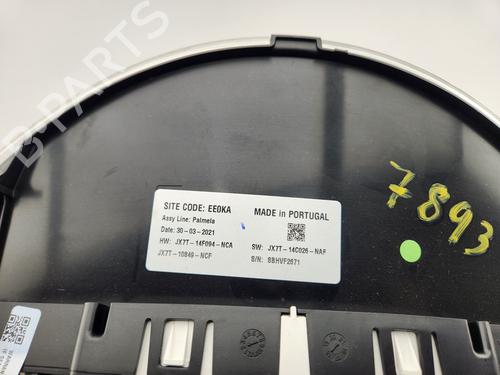 B-PARTS
7893
SITE CODE: EE0KA
MADE in PORTUGAL
Assy Line: Palmela
Date: 30-03-2021
HW: JX7T-14F094-NCA
SW: JX7T-14C026-NAF
JX7T-10849-NCF
S/N: 8BHVF2671